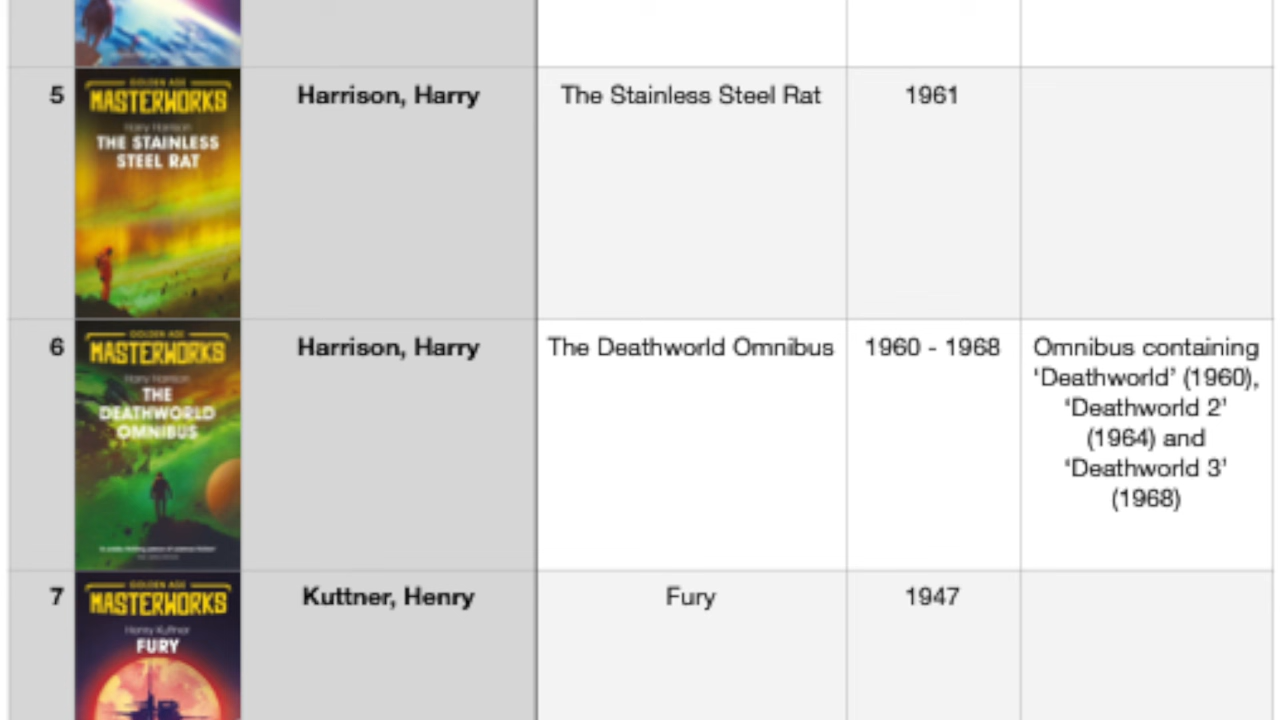 5
GOLDEN AGE
MASTERWORKS
Harry Harrison
THE STAINLESS
STEEL RAT
Harrison, Harry
The Stainless Steel Rat
1961
6
GOLDEN AGE
MASTERWORKS
Harry Harrison
THE
DEATHWORLD
OMNIBUS
Harrison, Harry
The Deathworld Omnibus
1960 - 1968
Omnibus containing
‘Deathworld’ (1960),
‘Deathworld 2’
(1964) and
‘Deathworld 3’
(1968)
7
GOLDEN AGE
MASTERWORKS
Henry Kuttner
FURY
Kuttner, Henry
Fury
1947